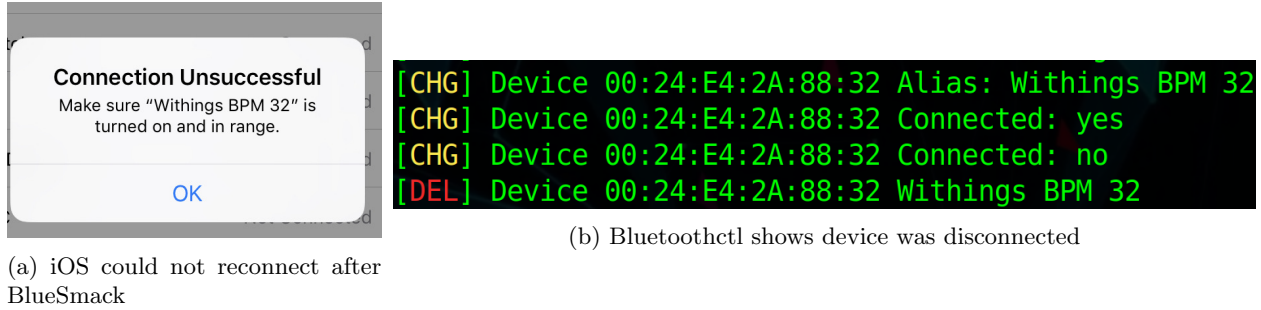 Connection Unsuccessful
Make sure “Withings BPM 32” is
turned on and in range.
OK
Not Connected
(a) iOS could not reconnect after
BlueSmack
[CHG] Device 00:24:E4:2A:88:32 Alias: Withings BPM 32
[CHG] Device 00:24:E4:2A:88:32 Connected: yes
[CHG] Device 00:24:E4:2A:88:32 Connected: no
[DEL] Device 00:24:E4:2A:88:32 Withings BPM 32
(b) Bluetoothctl shows device was disconnected